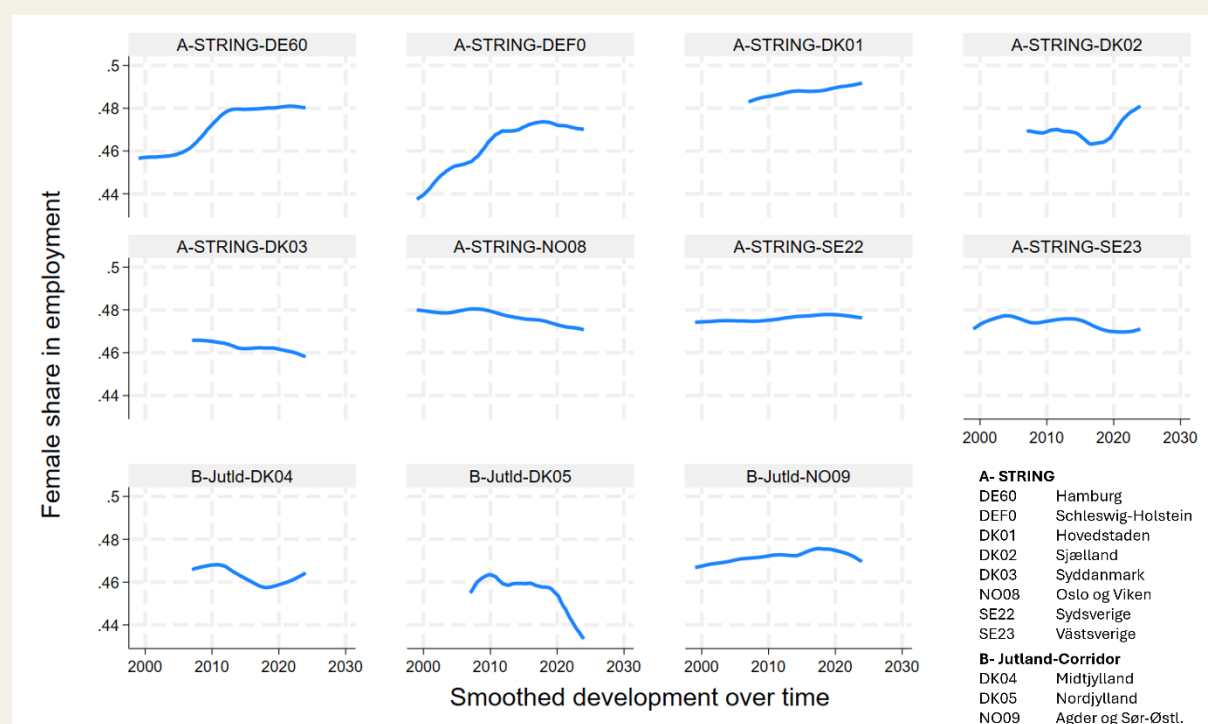 A-STRING-DE60 A-STRING-DEF0 A-STRING-DK01 A-STRING-DK02
.5
.48
.46
.44
2000 2010 2020 2030
A-STRING-DK03 A-STRING-NO08 A-STRING-SE22 A-STRING-SE23
.5
.48
.46
.44
2000 2010 2020 2030
B-Jutld-DK04 B-Jutld-DK05 B-Jutld-NO09
.5
.48
.46
.44
2000 2010 2020 2030 2000 2010 2020 2030 2000 2010 2020 2030
Female share in employment
Smoothed development over time
A- STRING
DE60 Hamburg
DEF0 Schleswig-Holstein
DK01 Hovedstaden
DK02 Sjælland
DK03 Syddanmark
NO08 Oslo og Viken
SE22 Sydsverige
SE23 Västsverige
B- Jutland-Corridor
DK04 Midtjylland
DK05 Nordjylland
NO09 Agder og Sør-Østl.